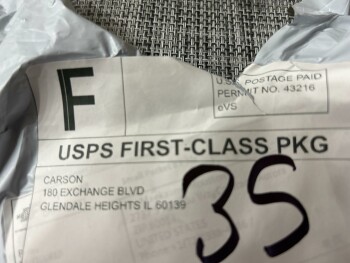 F
U.S. POSTAGE PAID
PERMIT NO. 43216
eVS
USPS FIRST-CLASS PKG
CARSON
180 EXCHANGE BLVD
GLENDALE HEIGHTS IL 60139
35